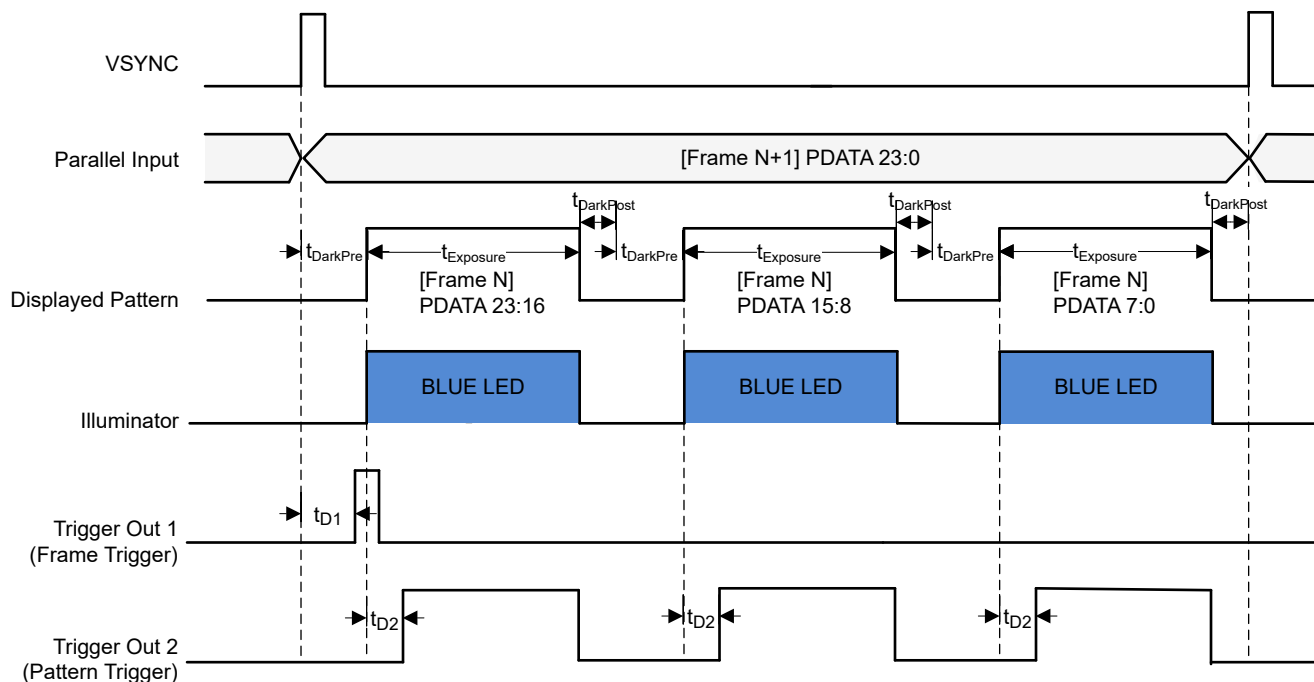 VSYNC
Parallel Input
[Frame N+1] PDATA 23:0
tDarkPost
tDarkPost
tDarkPost
tDarkPre
tExposure
tDarkPre
tExposure
tDarkPre
tExposure
Displayed Pattern
[Frame N]
PDATA 23:16
[Frame N]
PDATA 15:8
[Frame N]
PDATA 7:0
Illuminator
BLUE LED
BLUE LED
BLUE LED
Trigger Out 1
(Frame Trigger)
tD1
Trigger Out 2
(Pattern Trigger)
tD2
tD2
tD2